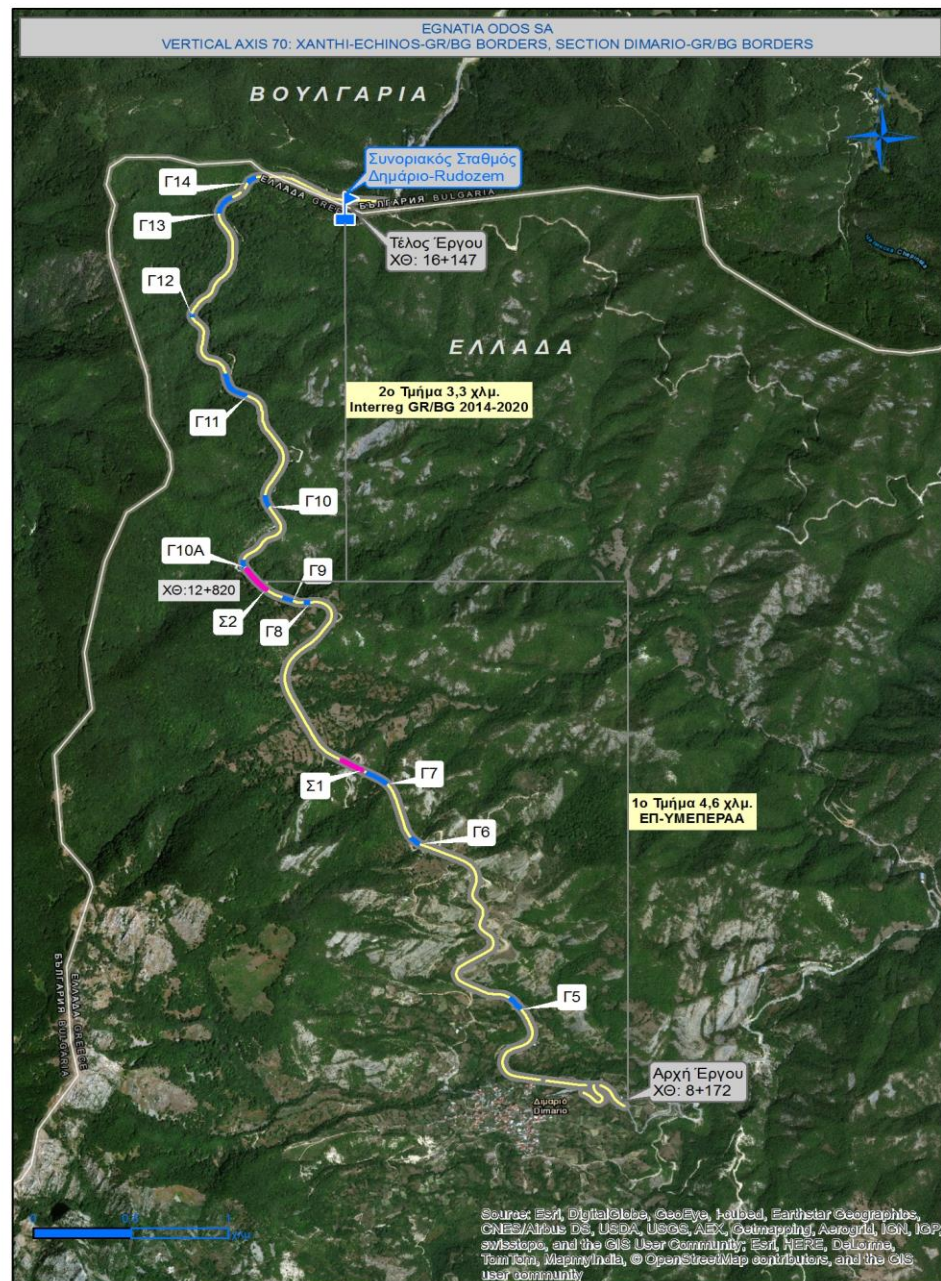 EGNATIA ODOS SA
VERTICAL AXIS 70: XANTHI-ECHINOS-GR/BG BORDERS, SECTION DIMARIO-GR/BG BORDERS
ΒΟΥΛΓΑΡΙΑ
Συνοριακός Σταθμός
Δημάριο-Rudozem
Γ14
ΕΛΛΑΔΑ GREE
БЪЛГАРИЯ BULGARIA
Γ13
Τέλος Έργου
ΧΘ: 16+147
Γ12
ΕΛΛΑΔΑ
2ο Τμήμα 3,3 χλμ.
Interreg GR/BG 2014-2020
Γ11
Γ10
Γ10Α
Γ9
ΧΘ:12+820
Σ2
Γ8
Σ1
Γ7
1ο Τμήμα 4,6 χλμ.
ΕΠ-ΥΜΕΠΕΡΑΑ
Γ6
Γ5
БЪЛГАРИЯ BULGARIA
ΕΛΛΑΔΑ GREECE
Αρχή Έργου
ΧΘ: 8+172
Διμάριο
Dimario
Source: Esri, DigitalGlobe, GeoEye, i-cubed, Earthstar Geographics,
CNES/Airbus DS, USDA, USGS, AEX, Getmapping, Aerogrid, IGN, IGP,
swisstopo, and the GIS User Community; Esri, HERE, DeLorme,
TomTom, MapmyIndia, © OpenStreetMap contributors, and the GIS
user community